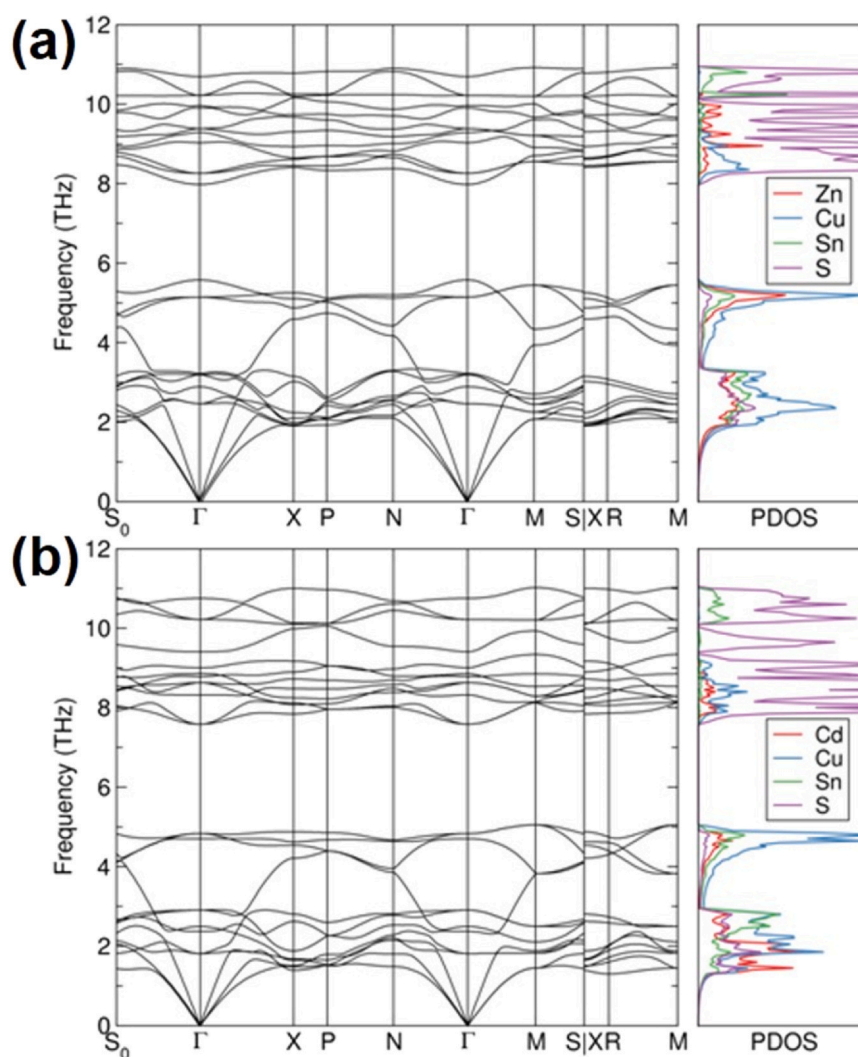 (a)
12
10
8
6
4
2
0
Frequency (THz)
S₀ Γ X P N Γ M S|X R M
Zn
Cu
Sn
S
PDOS
(b)
12
10
8
6
4
2
0
Frequency (THz)
S₀ Γ X P N Γ M S|X R M
Cd
Cu
Sn
S
PDOS